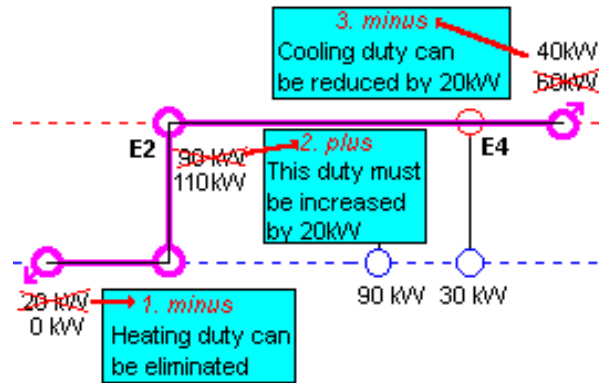 3. minus
Cooling duty can
be reduced by 20kW
40kW
60kW
E2
90 kW
110kW
2. plus
This duty must
be increased
by 20kW
E4
20 kW
0 kW
1. minus
Heating duty can
be eliminated
90 kW
30 kW